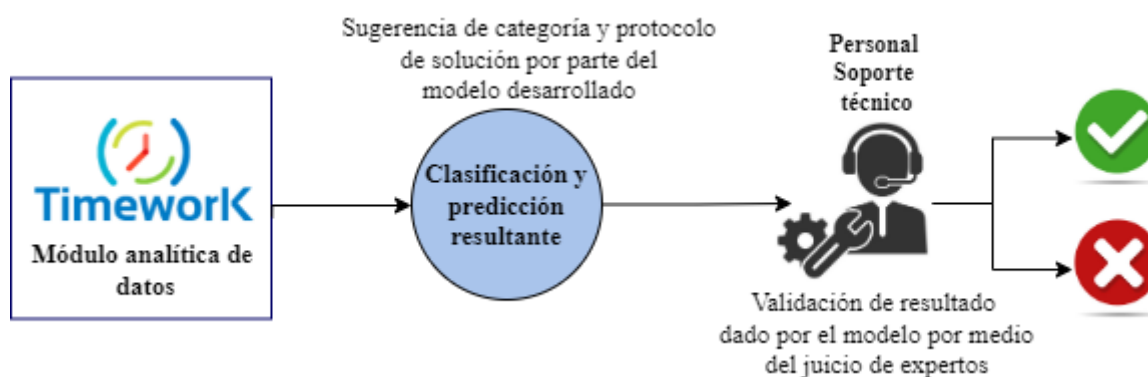 Sugerencia de categoría y protocolo
de solución por parte del
modelo desarrollado
Personal
Soporte
técnico
TimeworK
Módulo analítica de
datos
Clasificación y
predicción
resultante
Validación de resultado
dado por el modelo por medio
del juicio de expertos